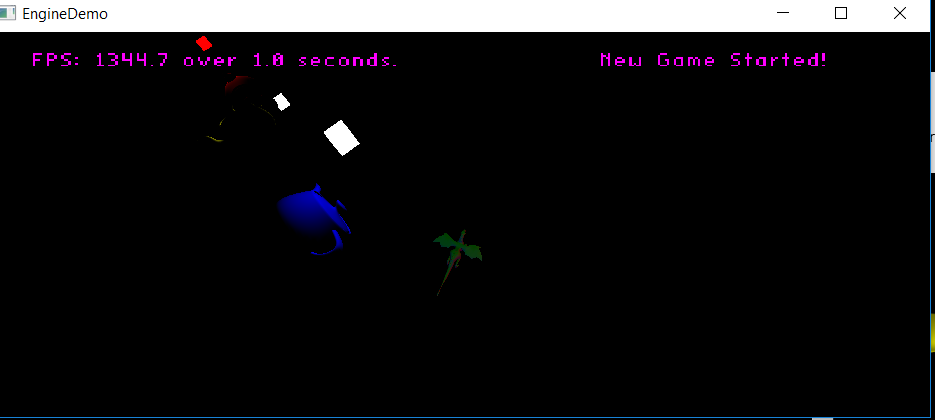 EngineDemo
FPS: 1344.7 over 1.0 seconds.
New Game Started!